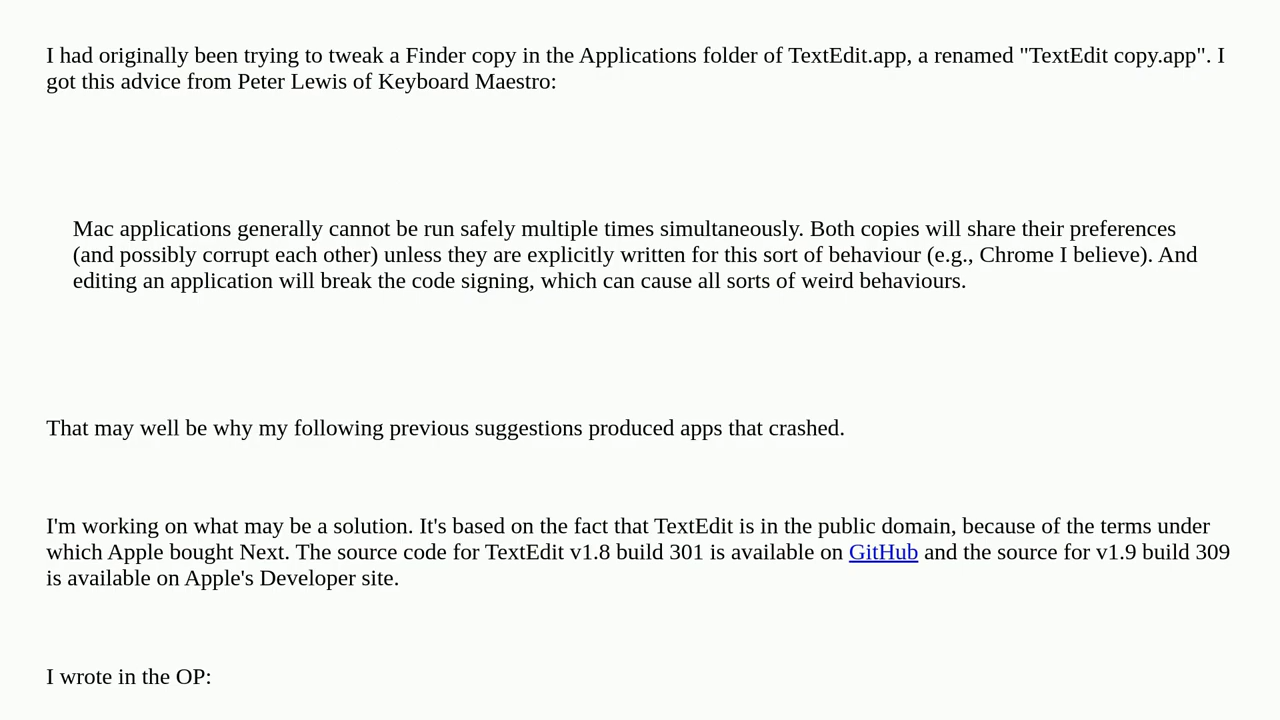 I had originally been trying to tweak a Finder copy in the Applications folder of TextEdit.app, a renamed "TextEdit copy.app". I
got this advice from Peter Lewis of Keyboard Maestro:
Mac applications generally cannot be run safely multiple times simultaneously. Both copies will share their preferences
(and possibly corrupt each other) unless they are explicitly written for this sort of behaviour (e.g., Chrome I believe). And
editing an application will break the code signing, which can cause all sorts of weird behaviours.
That may well be why my following previous suggestions produced apps that crashed.
I'm working on what may be a solution. It's based on the fact that TextEdit is in the public domain, because of the terms under
which Apple bought Next. The source code for TextEdit v1.8 build 301 is available on GitHub and the source for v1.9 build 309
is available on Apple's Developer site.
I wrote in the OP: